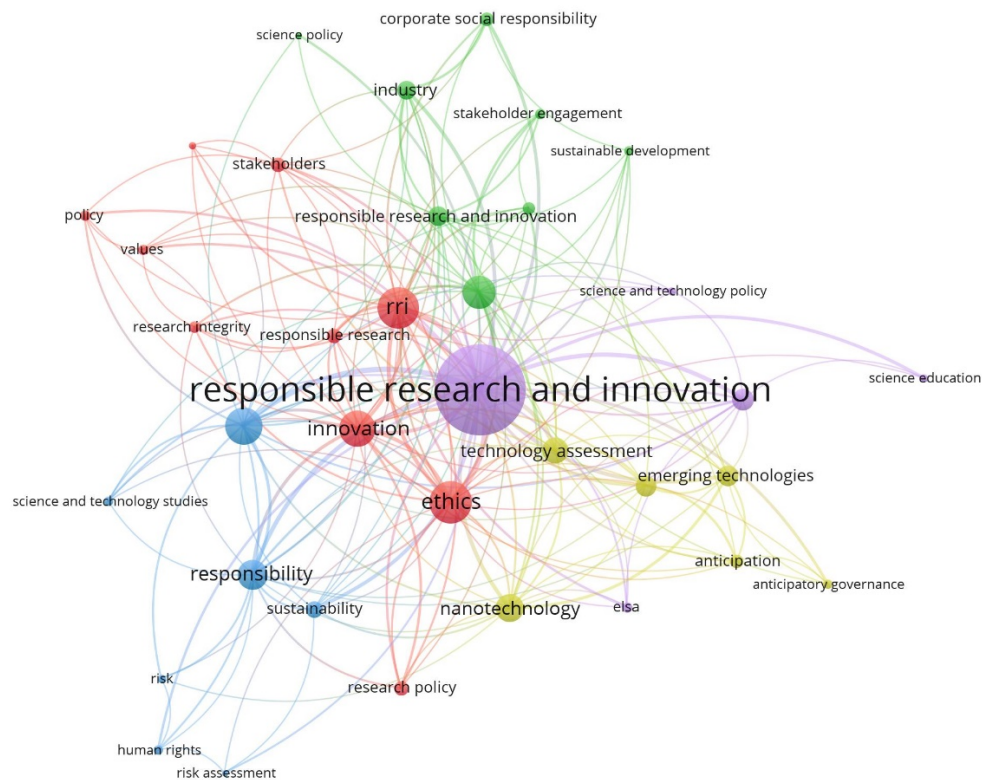 corporate social responsibility
science policy
industry
stakeholder engagement
sustainable development
stakeholders
policy
responsible research and innovation
values
science and technology policy
rri
research integrity
responsible research
science education
responsible research and innovation
innovation
technology assessment
emerging technologies
science and technology studies
ethics
anticipation
responsibility
anticipatory governance
sustainability
nanotechnology
elsa
risk
research policy
human rights
risk assessment